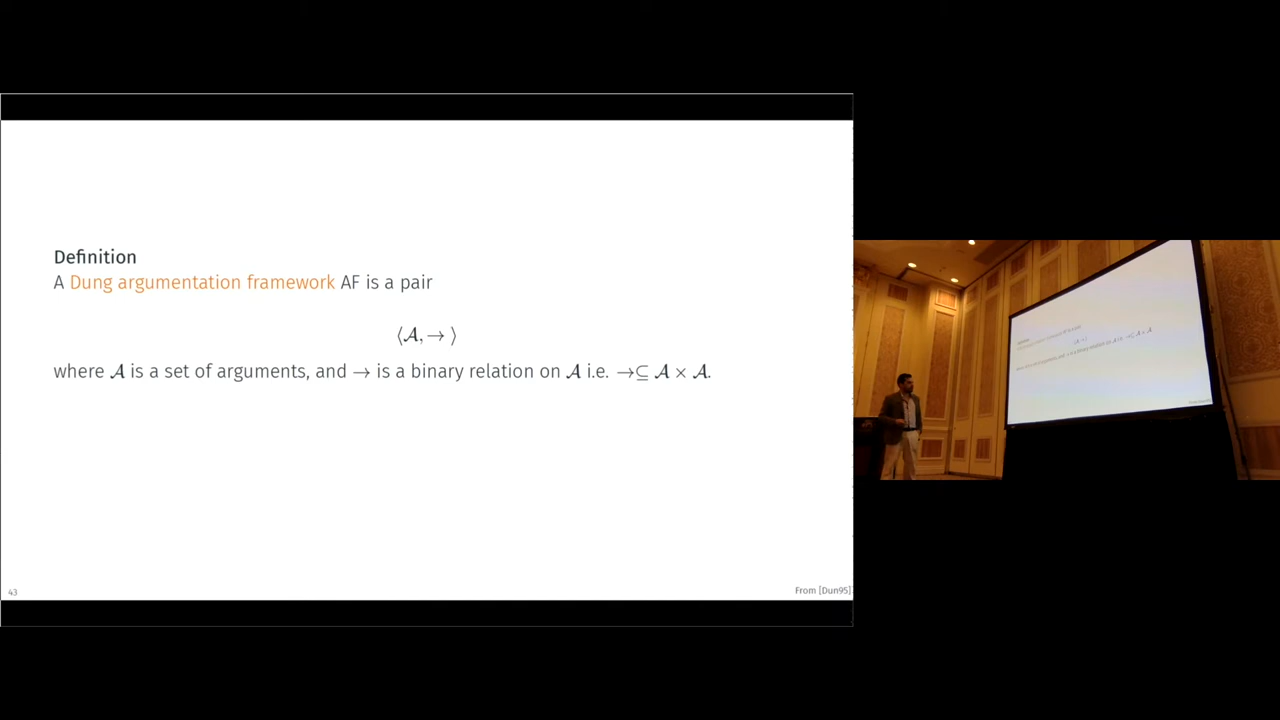 Definition
A Dung argumentation framework AF is a pair
⟨𝒜, → ⟩
where 𝒜 is a set of arguments, and → is a binary relation on 𝒜 i.e. →⊆ 𝒜 × 𝒜.
43
From [Dun95]